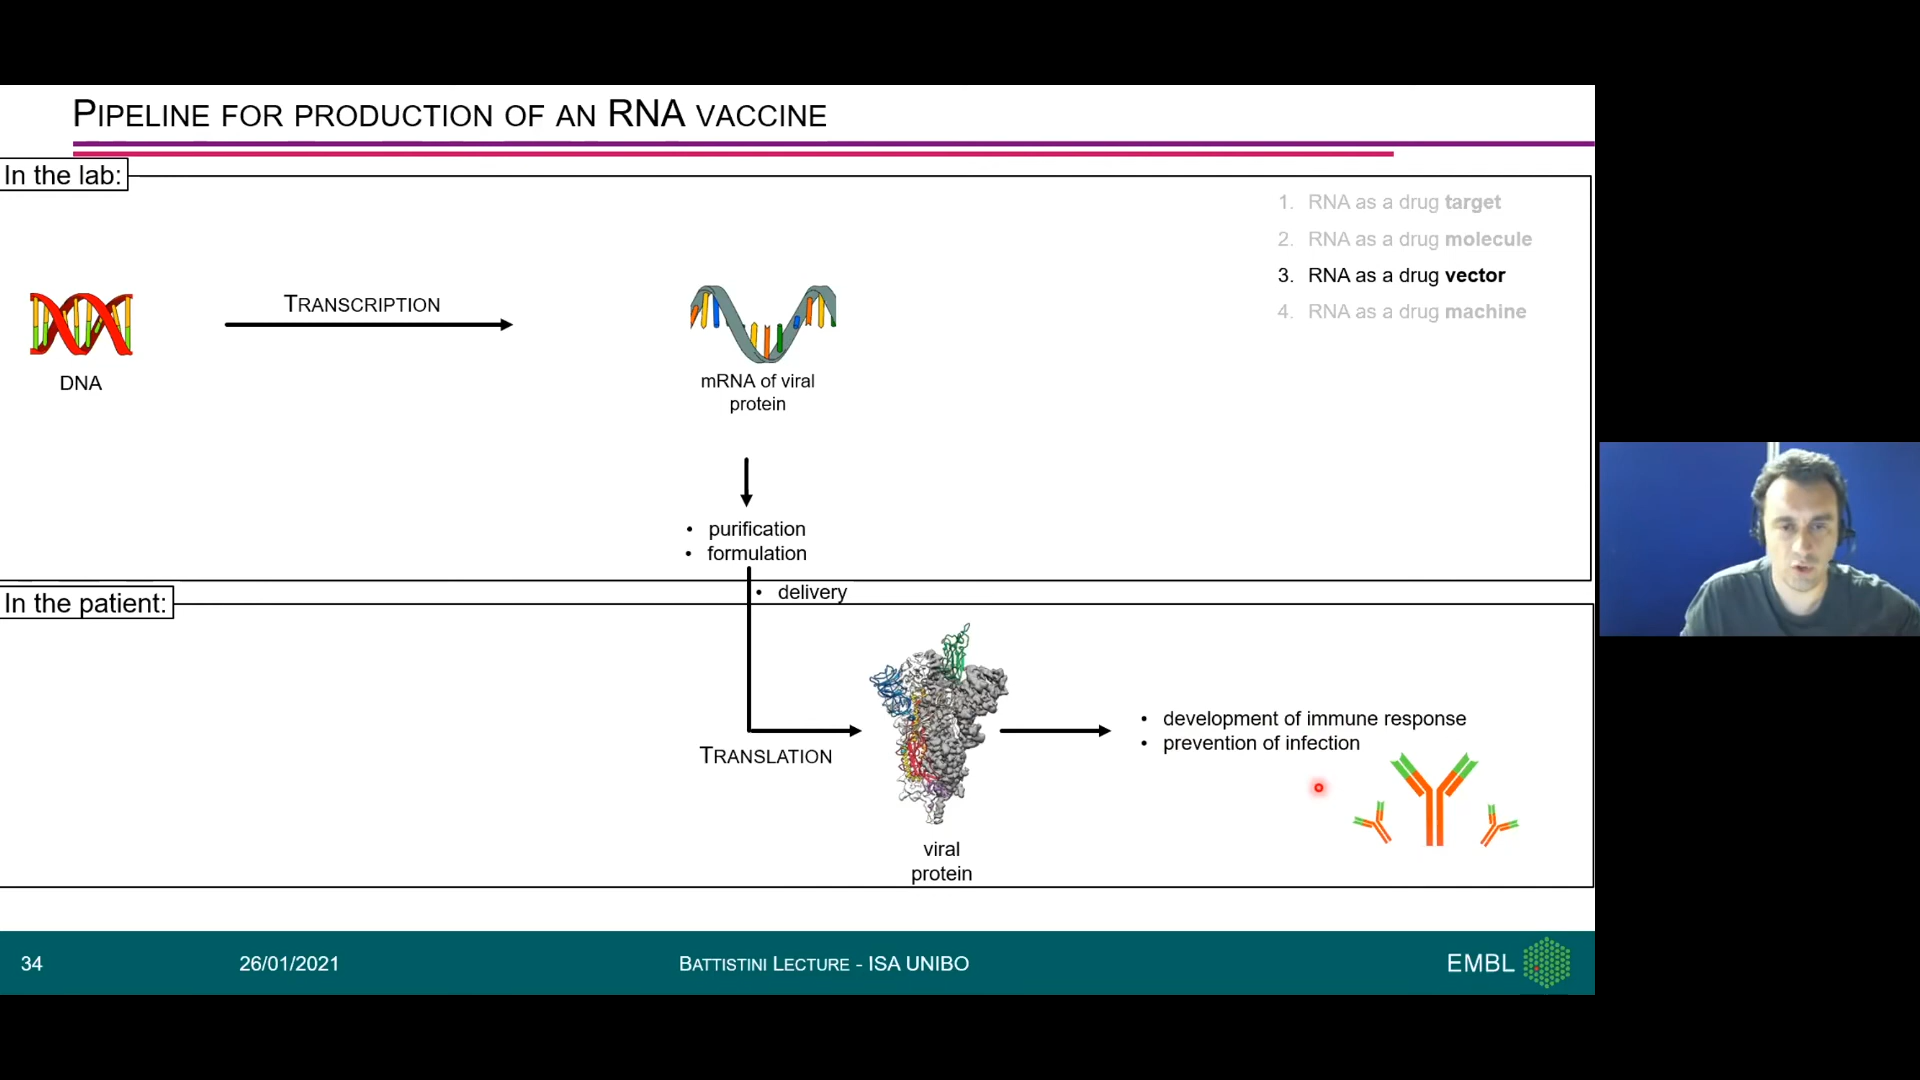 PIPELINE FOR PRODUCTION OF AN RNA VACCINE
In the lab:
1. RNA as a drug target
2. RNA as a drug molecule
3. RNA as a drug vector
4. RNA as a drug machine
TRANSCRIPTION
DNA
mRNA of viral
protein
• purification
• formulation
• delivery
In the patient:
TRANSLATION
viral
protein
• development of immune response
• prevention of infection
34
26/01/2021
BATTISTINI LECTURE - ISA UNIBO
EMBL